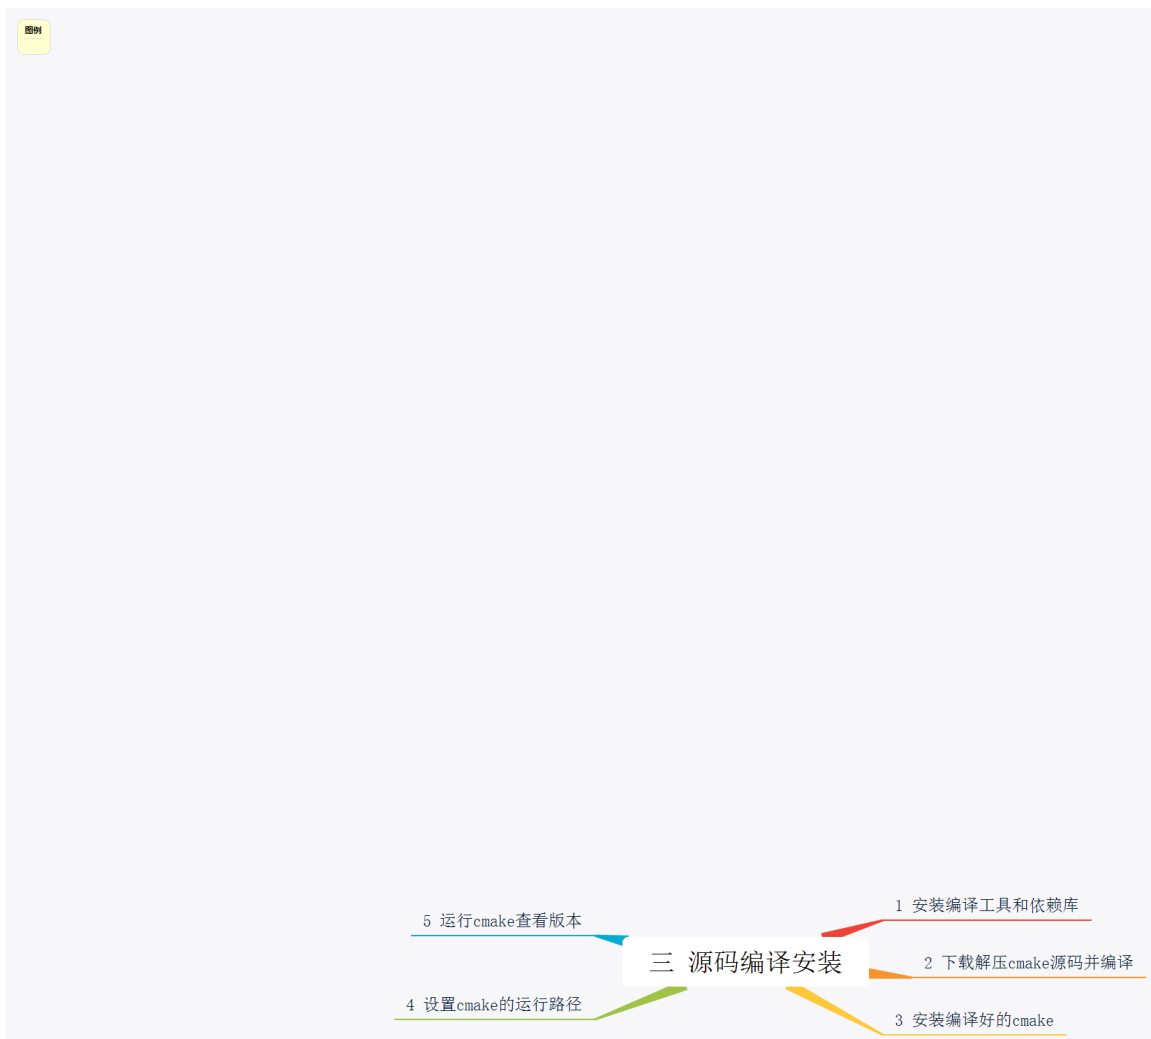 图例
三 源码编译安装
1 安装编译工具和依赖库
2 下载解压cmake源码并编译
3 安装编译好的cmake
4 设置cmake的运行路径
5 运行cmake查看版本